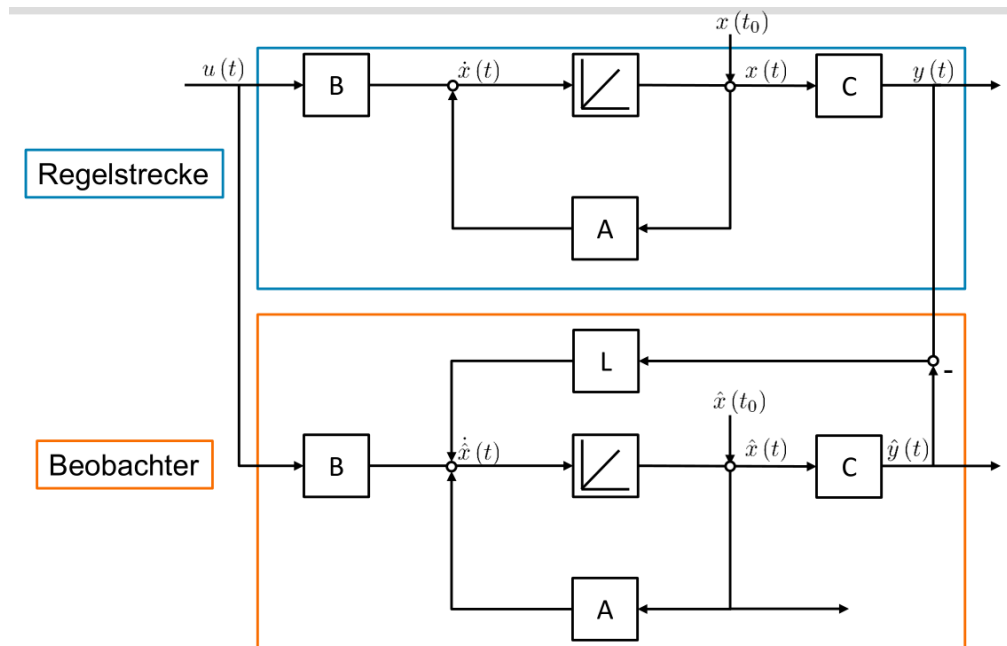 x(t₀)
u(t)
B
ẋ(t)
x(t)
C
y(t)
Regelstrecke
A
L
-
x̂(t₀)
Beobachter
B
x̂̇(t)
x̂(t)
C
ŷ(t)
A